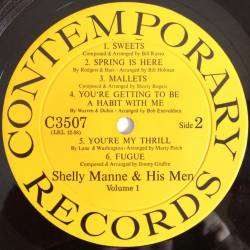 CONTEMPORARY
1. SWEETS
Composed & Arranged by Bill Russo
2. SPRING IS HERE
By Rodgers & Hart - Arranged by Bill Holman
3. MALLETS
Composed & Arranged by Shorty Rogers
4. YOU'RE GETTING TO BE
A HABIT WITH ME
By Warren & Dubin - Arranged by Bob Enevoldsen
C3507
(LKL 12-58)
Side 2
5. YOU'RE MY THRILL
By Lane & Washington - Arranged by Marty Paich
6. FUGUE
Composed & Arranged by Jimmy Giuffre
Shelly Manne & His Men
Volume 1
RECORDS